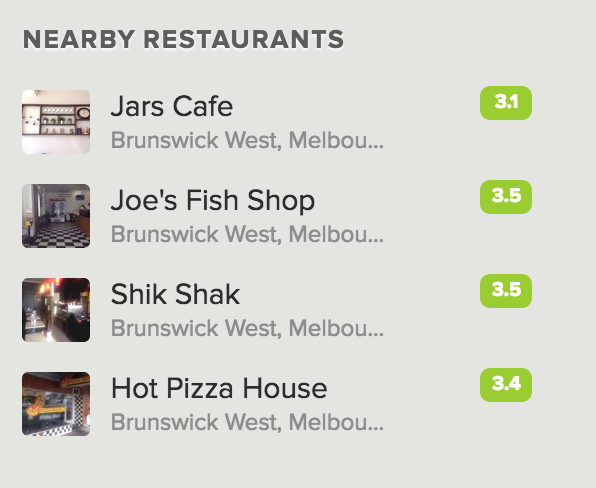 NEARBY RESTAURANTS
Jars Cafe
3.1
Brunswick West, Melbou...
Joe's Fish Shop
3.5
Brunswick West, Melbou...
Shik Shak
3.5
Brunswick West, Melbou...
Hot Pizza House
3.4
Brunswick West, Melbou...